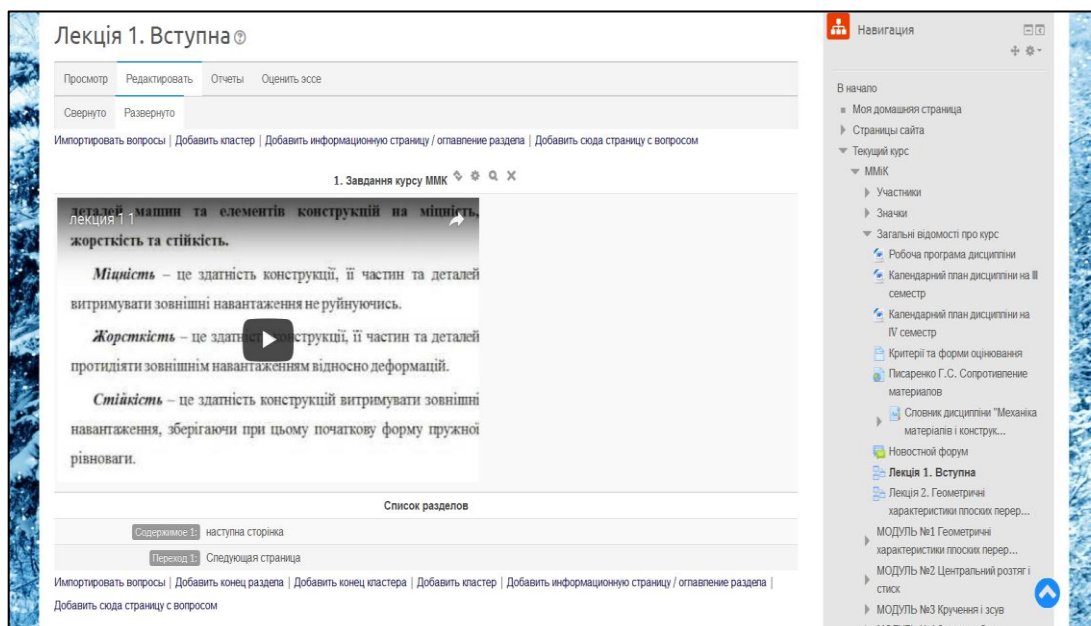 Лекція 1. Вступна
Просмотр Редактировать Отчеты Оценить эссе
Свернуто Развернуто
Импортировать вопросы | Добавить кластер | Добавить информационную страницу / оглавление раздела | Добавить сюда страницу с вопросом
1. Завдання курсу ММК
деталей машин та елементів конструкцій на міцність,
лекция 1 1
жорсткість та стійкість.
Міцність – це здатність конструкції, її частин та деталей
витримувати зовнішні навантаження не руйнуючись.
Жорсткість – це здатність конструкції, її частин та деталей
протидіяти зовнішнім навантаженням відносно деформацій.
Стійкість – це здатність конструкцій витримувати зовнішні
навантаження, зберігаючи при цьому початкову форму пружної
рівноваги.
Список разделов
Содержимое 1: наступна сторінка
Переход 1: Следующая страница
Импортировать вопросы | Добавить конец раздела | Добавить конец кластера | Добавить кластер | Добавить информационную страницу / оглавление раздела |
Добавить сюда страницу с вопросом
Навигация
В начало
Моя домашняя страница
Страницы сайта
Текущий курс
ММіК
Участники
Значки
Загальні відомості про курс
Робоча програма дисципліни
Календарний план дисципліни на III
семестр
Календарний план дисципліни на
IV семестр
Критерії та форми оцінювання
Писаренко Г.С. Сопротивление
материалов
Словник дисципліни "Механіка
матеріалів і конструк...
Новостной форум
Лекція 1. Вступна
Лекція 2. Геометричні
характеристики плоских перер...
МОДУЛЬ №1 Геометричні
характеристики плоских перер...
МОДУЛЬ №2 Центральний розтяг і
стиск
МОДУЛЬ №3 Кручення і зсув